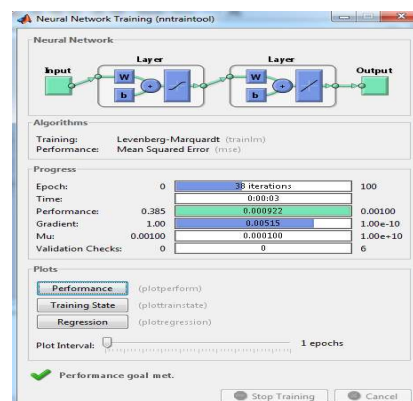 Neural Network Training (nntraintool)
Neural Network
Layer Layer
Input Output
W W
+ +
b b
Algorithms
Training: Levenberg-Marquardt (trainlm)
Performance: Mean Squared Error (mse)
Progress
Epoch: 0 38 iterations 100
Time: 0:00:03
Performance: 0.385 0.000922 0.00100
Gradient: 1.00 0.00515 1.00e-10
Mu: 0.00100 0.000100 1.00e+10
Validation Checks: 0 0 6
Plots
Performance (plotperform)
Training State (plottrainstate)
Regression (plotregression)
Plot Interval: 1 epochs
Performance goal met.
Stop Training Cancel